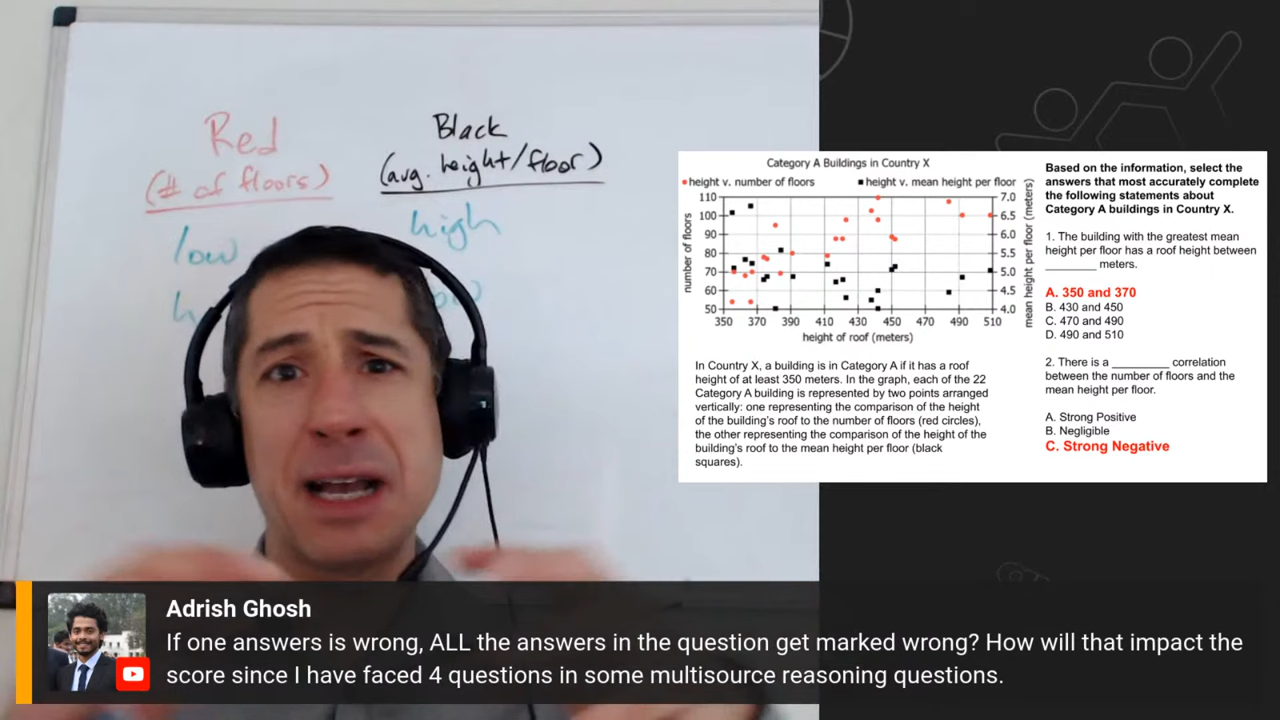 Red
(# of floors)
low
h
Black
(avg. height/floor)
high
Category A Buildings in Country X
height v. number of floors
height v. mean height per floor
number of floors
110
100
90
80
70
60
50
7.0
6.5
6.0
5.5
5.0
4.5
4.0
mean height per floor (meters)
350
370
390
410
430
450
470
490
510
height of roof (meters)
In Country X, a building is in Category A if it has a roof
height of at least 350 meters. In the graph, each of the 22
Category A building is represented by two points arranged
vertically: one representing the comparison of the height
of the building's roof to the number of floors (red circles),
the other representing the comparison of the height of the
building's roof to the mean height per floor (black
squares).
Based on the information, select the
answers that most accurately complete
the following statements about
Category A buildings in Country X.
1. The building with the greatest mean
height per floor has a roof height between
________ meters.
A. 350 and 370
B. 430 and 450
C. 470 and 490
D. 490 and 510
2. There is a ________ correlation
between the number of floors and the
mean height per floor.
A. Strong Positive
B. Negligible
C. Strong Negative
Adrish Ghosh
If one answers is wrong, ALL the answers in the question get marked wrong? How will that impact the
score since I have faced 4 questions in some multisource reasoning questions.